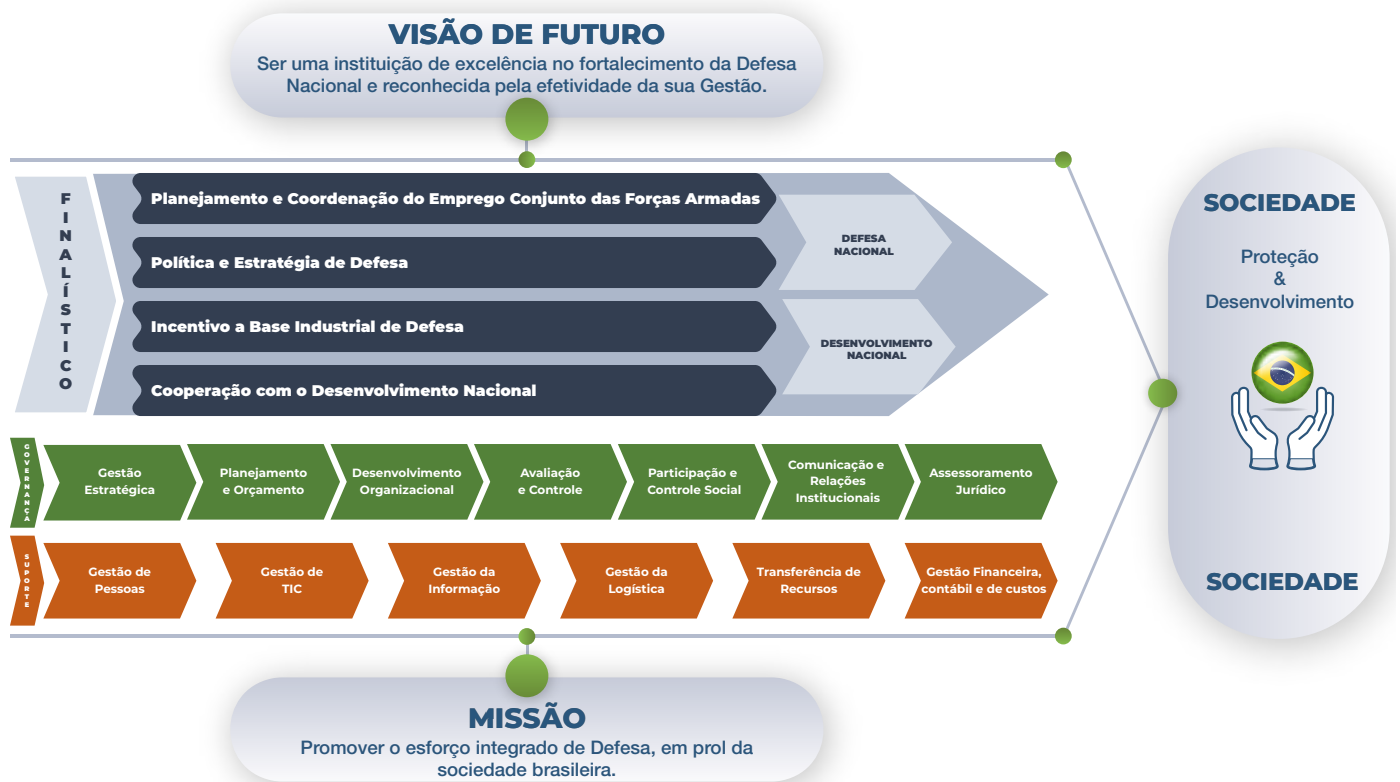 VISÃO DE FUTURO
Ser uma instituição de excelência no fortalecimento da Defesa
Nacional e reconhecida pela efetividade da sua Gestão.
FINALÍSTICO
Planejamento e Coordenação do Emprego Conjunto das Forças Armadas
Política e Estratégia de Defesa
Incentivo a Base Industrial de Defesa
Cooperação com o Desenvolvimento Nacional
DEFESA
NACIONAL
DESENVOLVIMENTO
NACIONAL
GOVERNANÇA
Gestão
Estratégica
Planejamento
e Orçamento
Desenvolvimento
Organizacional
Avaliação
e Controle
Participação e
Controle Social
Comunicação e
Relações
Institucionais
Assessoramento
Jurídico
SUPORTE
Gestão de
Pessoas
Gestão de
TIC
Gestão da
Informação
Gestão da
Logística
Transferência de
Recursos
Gestão Financeira,
contábil e de custos
MISSÃO
Promover o esforço integrado de Defesa, em prol da
sociedade brasileira.
SOCIEDADE
Proteção
&
Desenvolvimento
SOCIEDADE